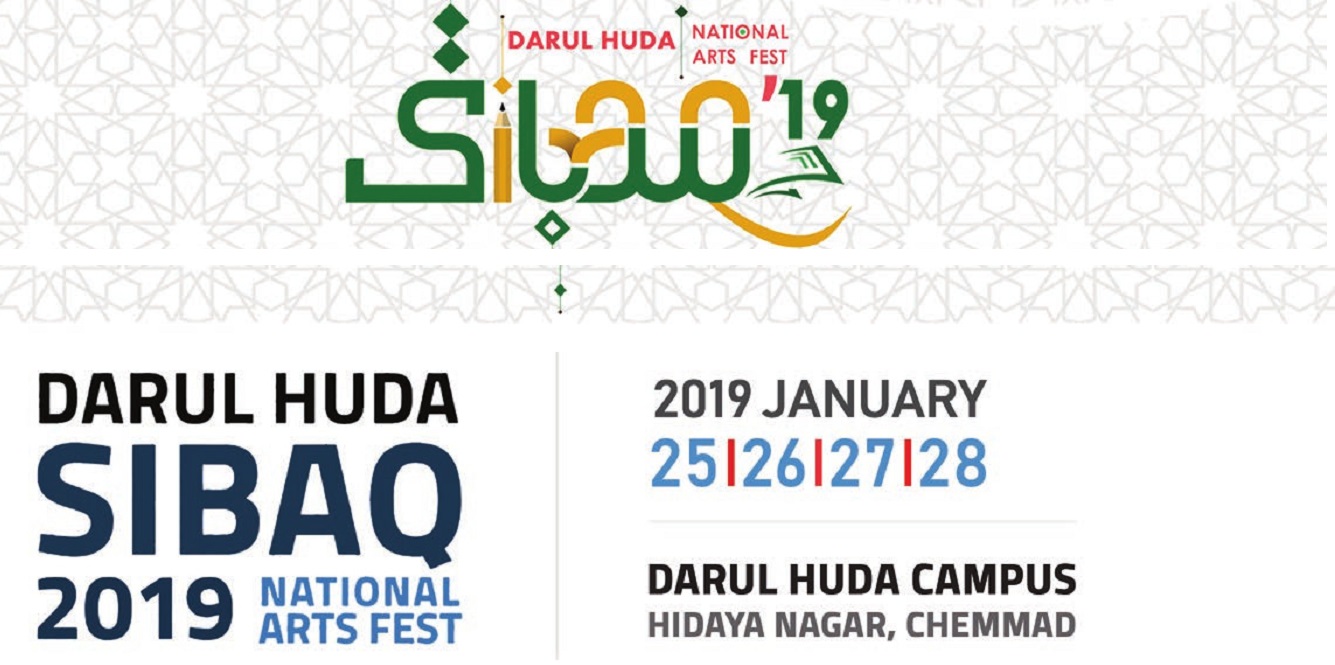 DARUL HUDA
NATIONAL
ARTS FEST
سباق '19
DARUL HUDA
SIBAQ
2019 NATIONAL
ARTS FEST
2019 JANUARY
25|26|27|28
DARUL HUDA CAMPUS
HIDAYA NAGAR, CHEMMAD